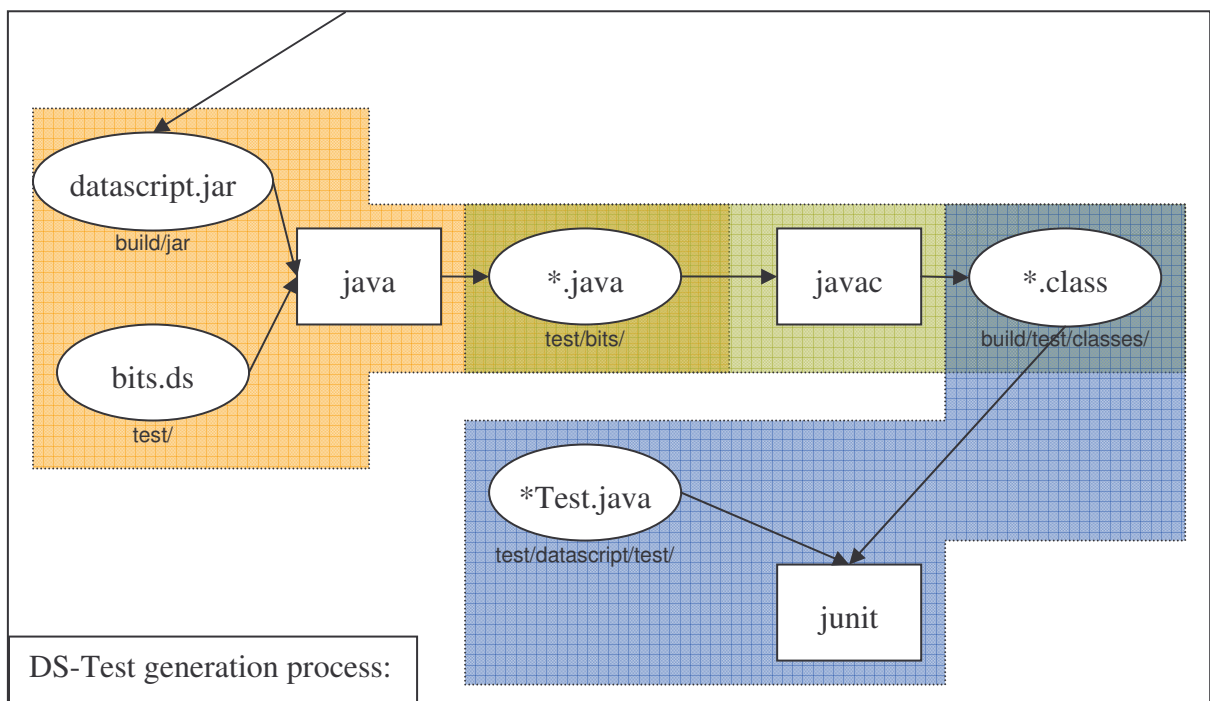 datascript.jar
build/jar
java
*.java
test/bits/
javac
*.class
build/test/classes/
bits.ds
test/
*Test.java
test/datascript/test/
junit
DS-Test generation process: